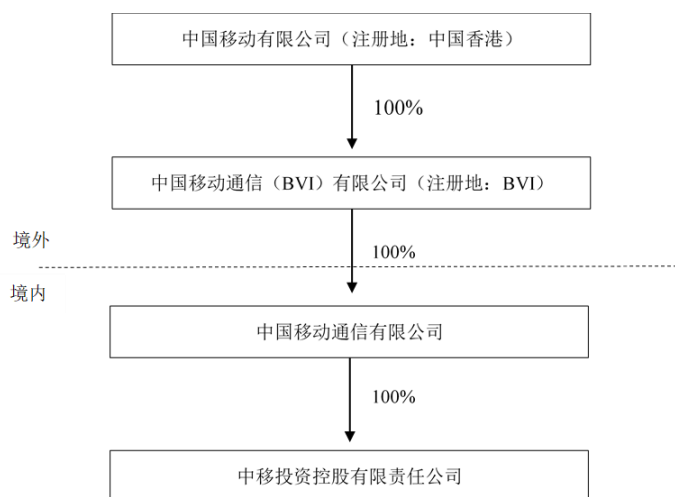 中国移动有限公司（注册地：中国香港）
100%
中国移动通信（BVI）有限公司（注册地：BVI）
境外
100%
境内
中国移动通信有限公司
100%
中移投资控股有限责任公司